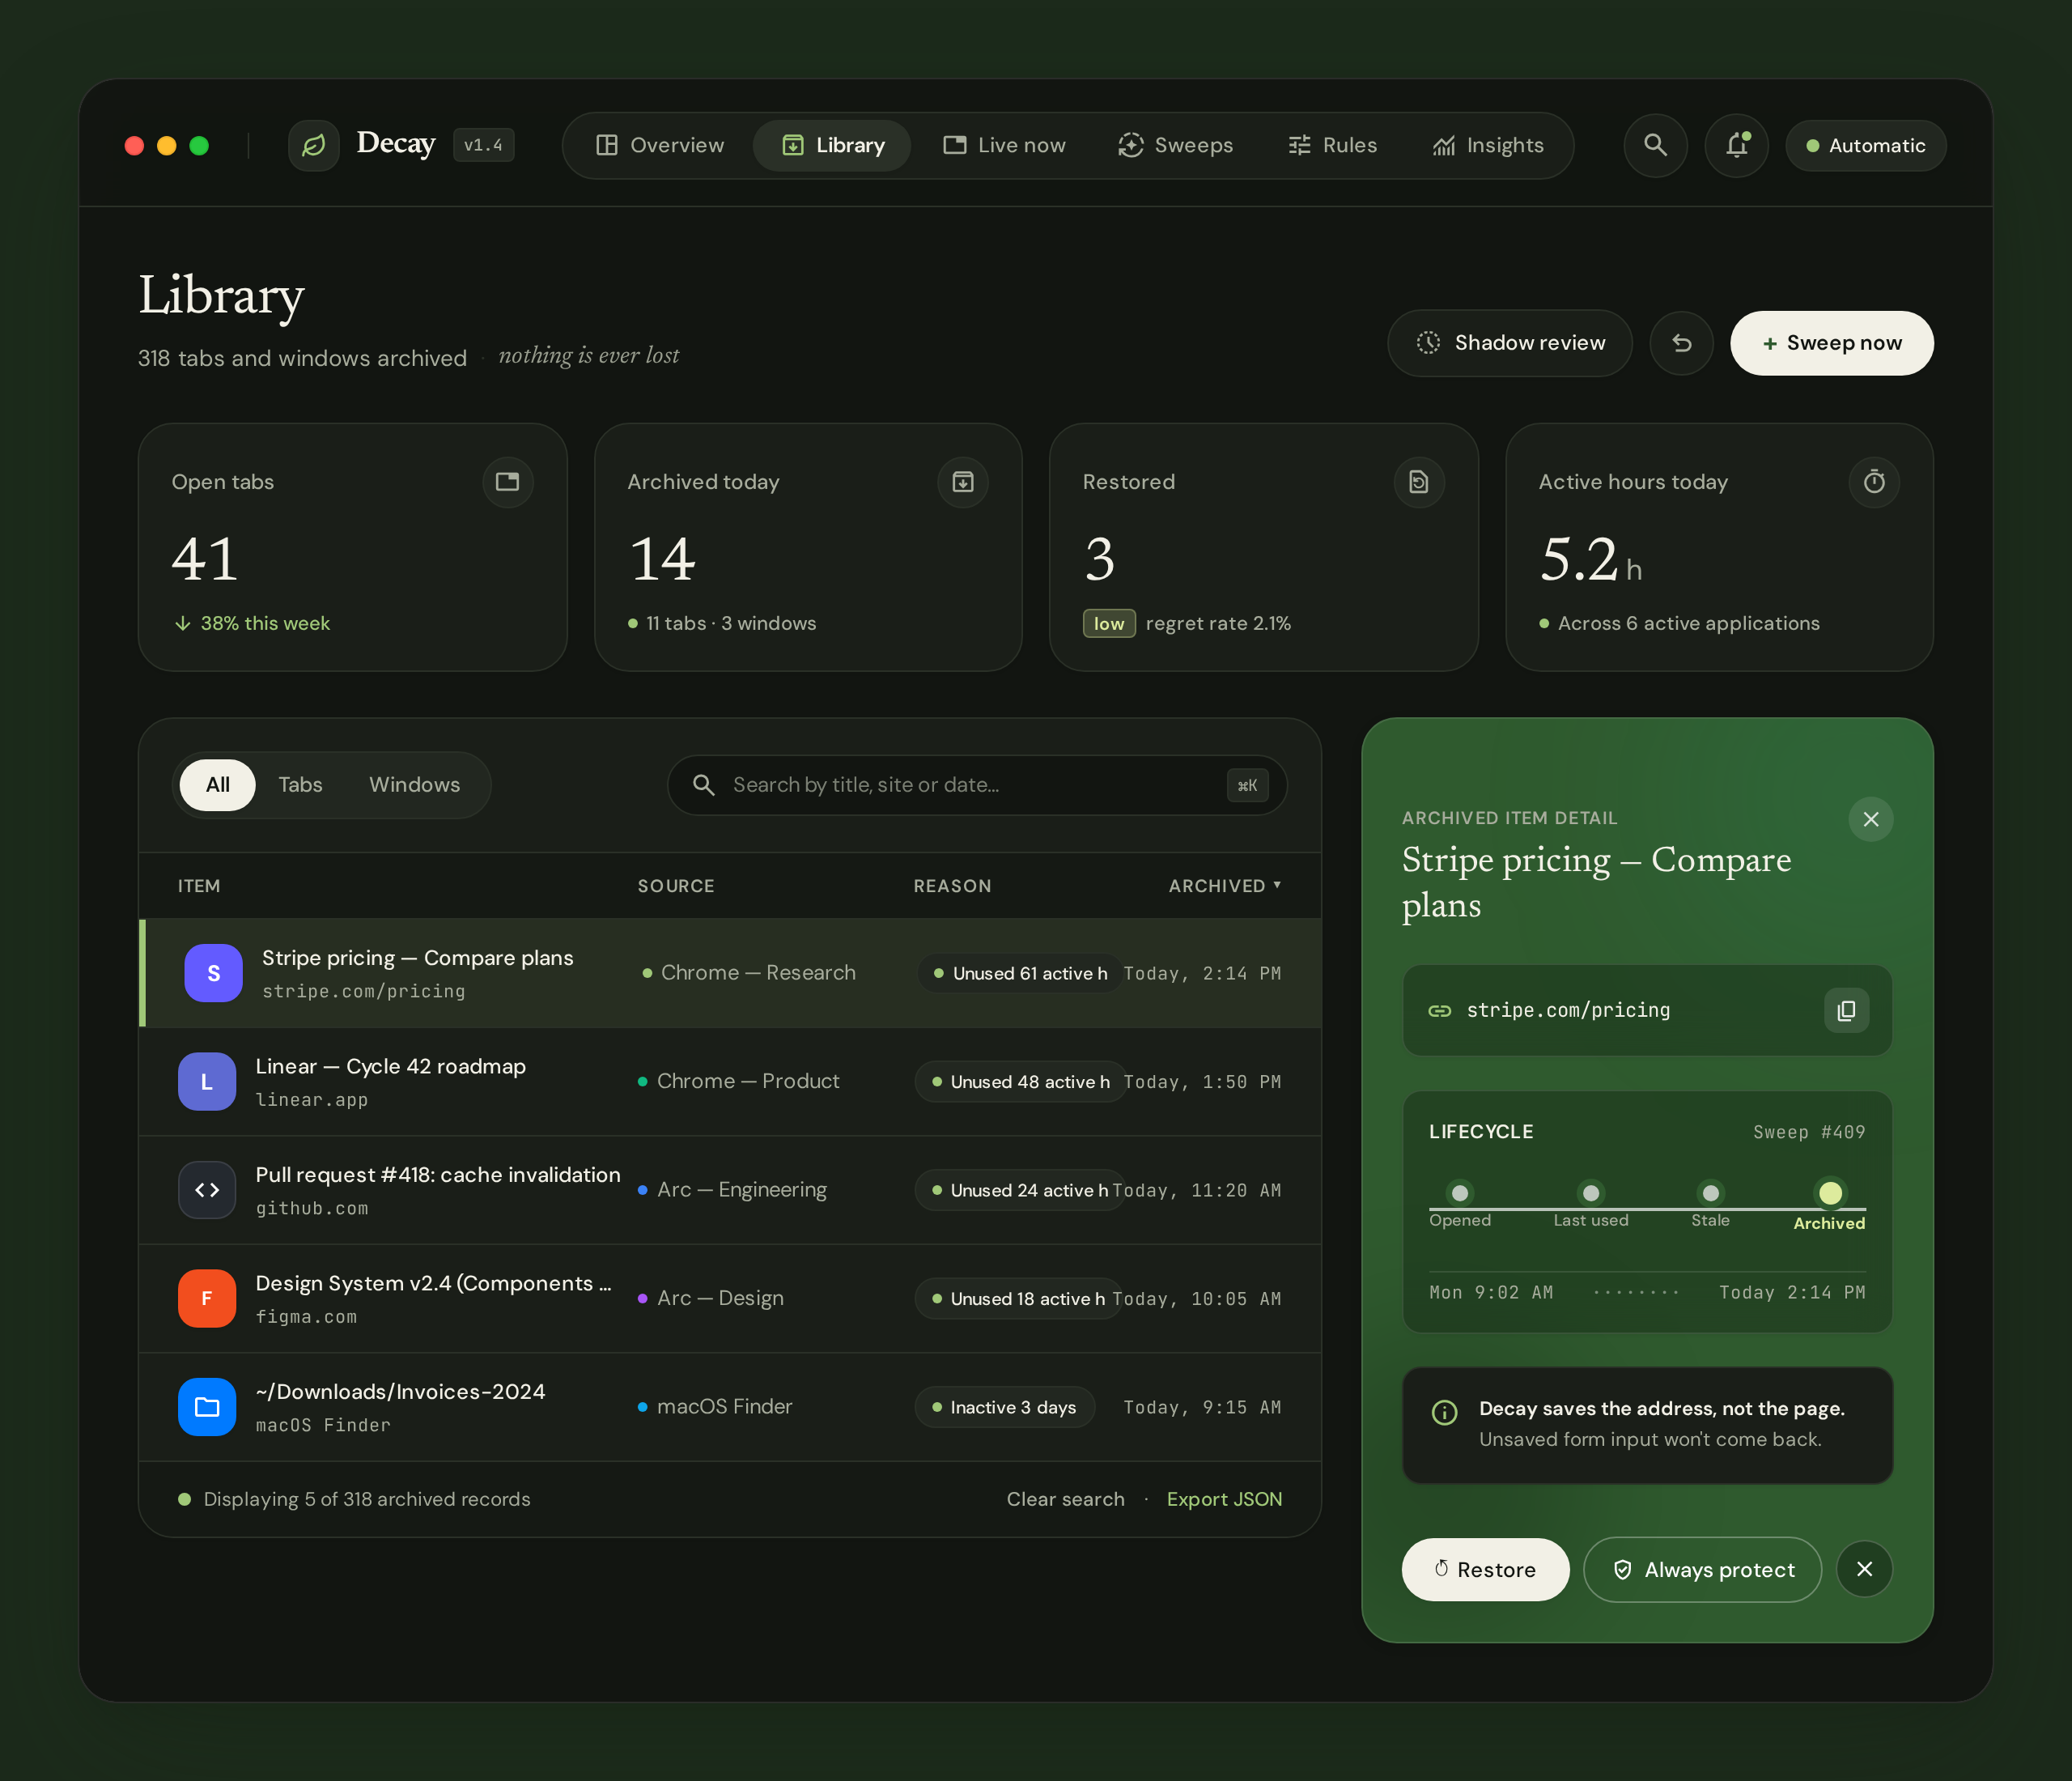 Decay v1.4 Overview Library Live now Sweeps Rules Insights Automatic
Library
318 tabs and windows archived · nothing is ever lost
Shadow review + Sweep now
Open tabs
41
↓ 38% this week
Archived today
14
11 tabs · 3 windows
Restored
3
low regret rate 2.1%
Active hours today
5.2 h
Across 6 active applications
All Tabs Windows
Search by title, site or date... ⌘K
ITEM SOURCE REASON ARCHIVED ▼
S Stripe pricing — Compare plans
stripe.com/pricing
Chrome — Research
Unused 61 active h
Today, 2:14 PM
L Linear — Cycle 42 roadmap
linear.app
Chrome — Product
Unused 48 active h
Today, 1:50 PM
Pull request #418: cache invalidation
github.com
Arc — Engineering
Unused 24 active h
Today, 11:20 AM
F Design System v2.4 (Components ...
figma.com
Arc — Design
Unused 18 active h
Today, 10:05 AM
~/Downloads/Invoices-2024
macOS Finder
macOS Finder
Inactive 3 days
Today, 9:15 AM
Displaying 5 of 318 archived records
Clear search · Export JSON
ARCHIVED ITEM DETAIL
Stripe pricing — Compare
plans
stripe.com/pricing
LIFECYCLE Sweep #409
Opened Last used Stale Archived
Mon 9:02 AM ········ Today 2:14 PM
Decay saves the address, not the page.
Unsaved form input won't come back.
Restore Always protect